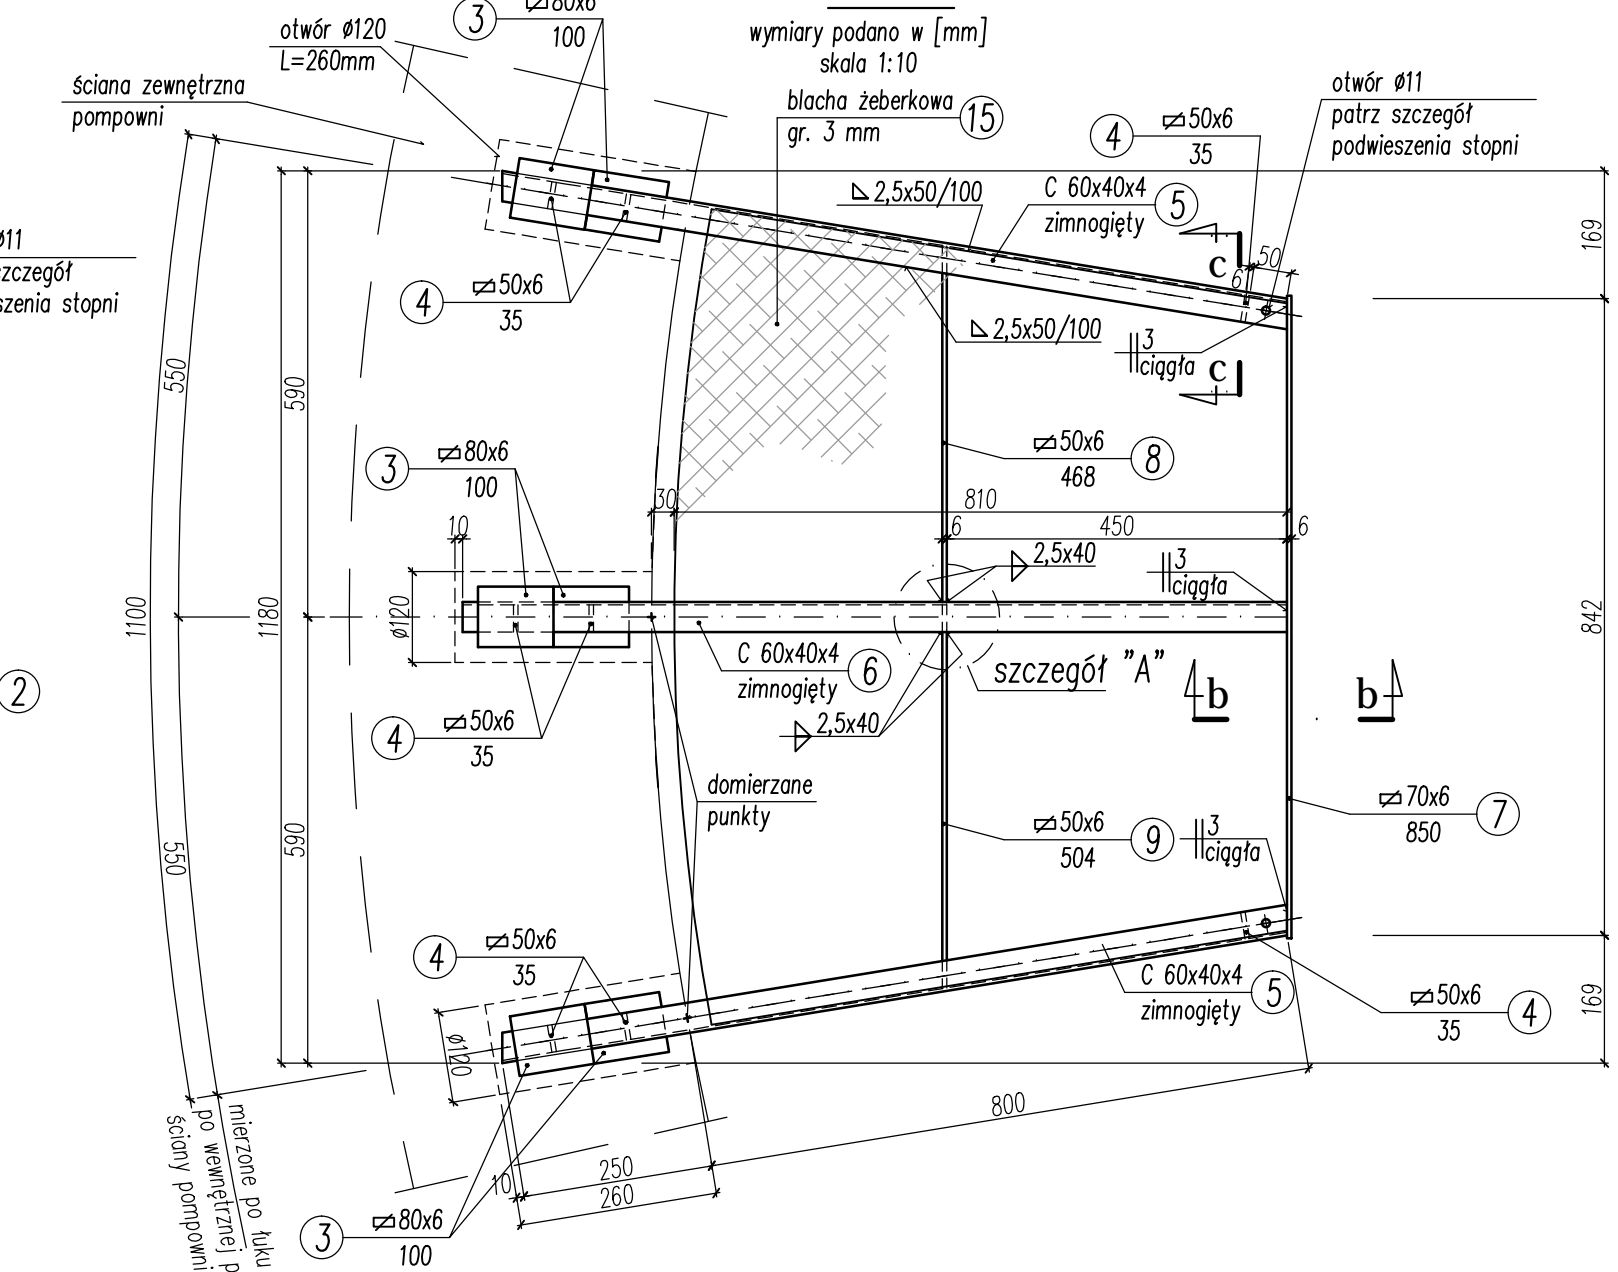 3
80x6
100
otwór ø120
L=260mm
wymiary podano w [mm]
skala 1:10
ściana zewnętrzna
pompowni
blacha żeberkowa
gr. 3 mm
15
4
50x6
35
otwór ø11
patrz szczegół
podwieszenia stopni
2,5x50/100
C 60x40x4
zimnogięty
5
169
ø11
szczegół
szenia stopni
c
50
6
4
50x6
35
2,5x50/100
3
ciągła
c
550
590
3
80x6
100
50x6
468
8
30
810
10
6
450
6
2,5x40
3
ciągła
1100
1180
ø120
842
C 60x40x4
zimnogięty
6
szczegół "A"
b
b
2
4
50x6
35
2,5x40
domierzane
punkty
70x6
850
7
550
590
50x6
504
9
3
ciągła
4
50x6
35
C 60x40x4
zimnogięty
5
50x6
35
4
169
ø120
800
mierzone po łuku
po wewnętrznej p
ściany pompowni
250
10
260
3
80x6
100